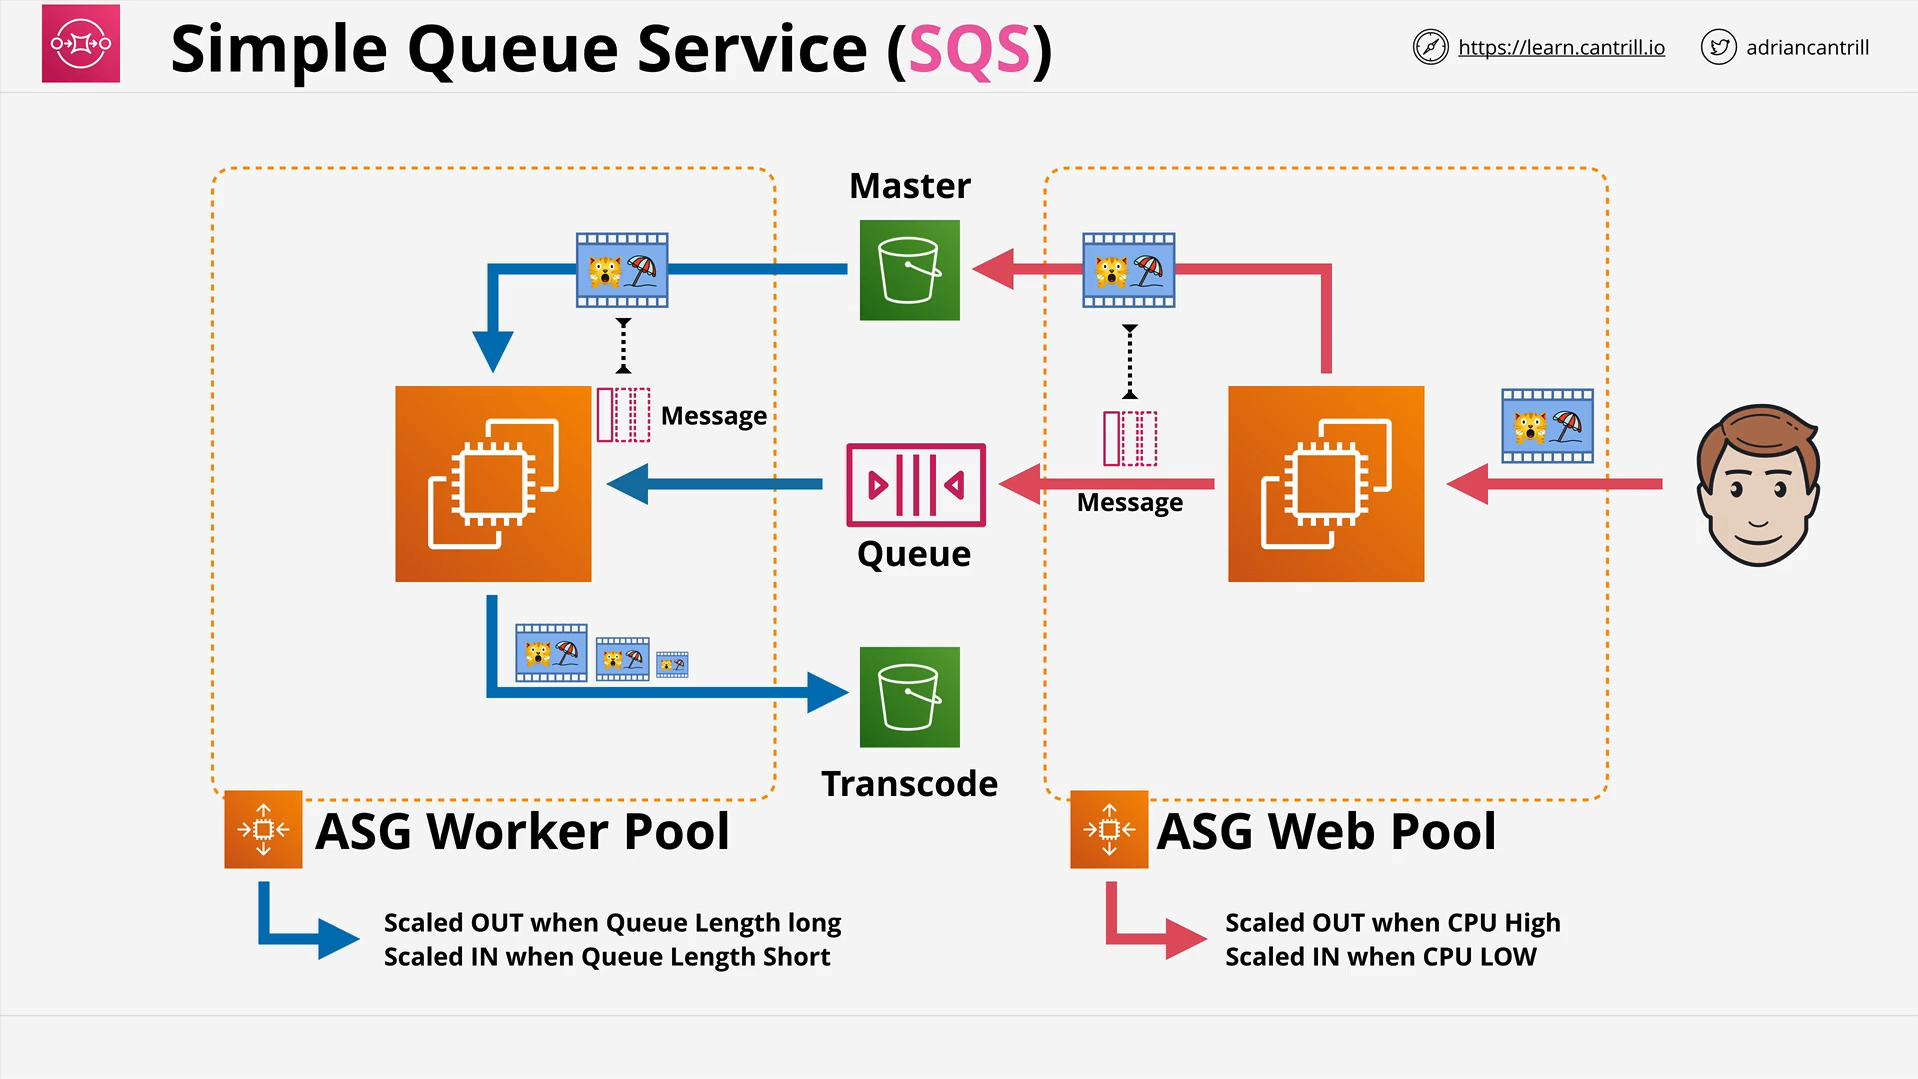 Simple Queue Service (SQS)
https://learn.cantrill.io
adriancantrill
Master
Message
Message
Queue
Transcode
ASG Worker Pool
ASG Web Pool
Scaled OUT when Queue Length long
Scaled IN when Queue Length Short
Scaled OUT when CPU High
Scaled IN when CPU LOW